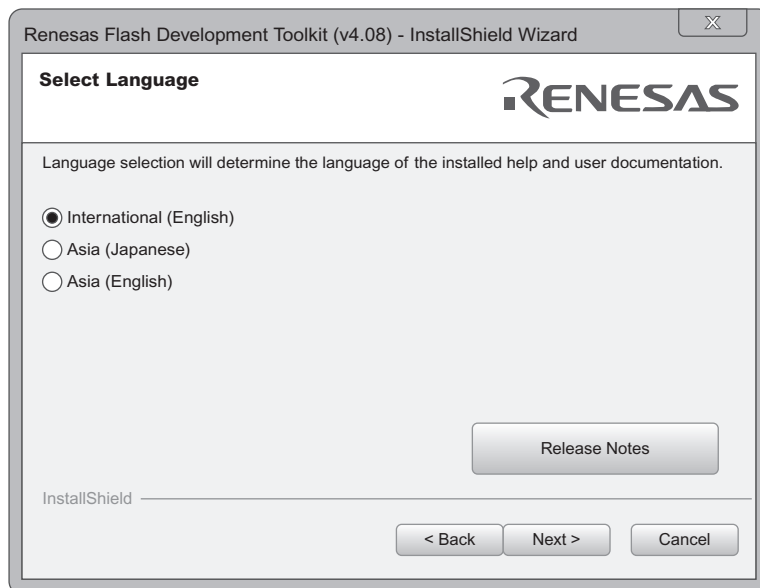 Renesas Flash Development Toolkit (v4.08) - InstallShield Wizard
X
Select Language
RENESAS
Language selection will determine the language of the installed help and user documentation.
International (English)
Asia (Japanese)
Asia (English)
Release Notes
InstallShield
< Back
Next >
Cancel